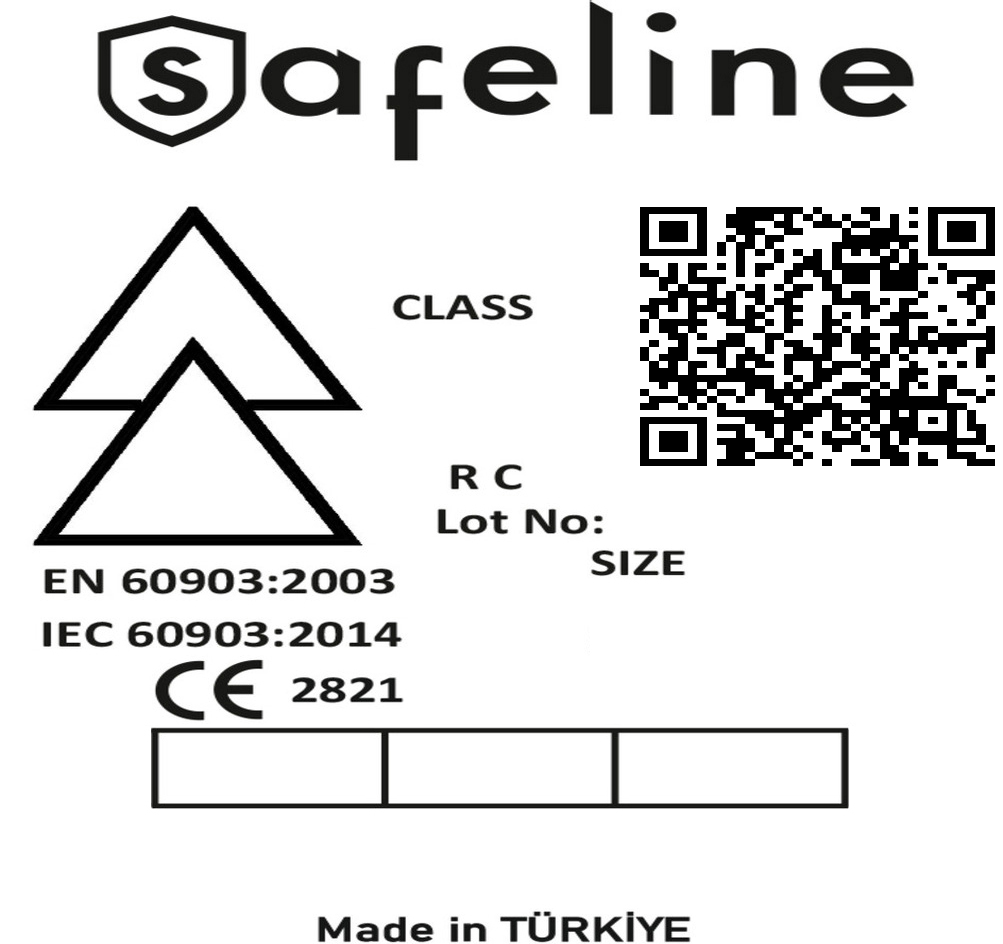 safeline
CLASS
R C
Lot No:
SIZE
EN 60903:2003
IEC 60903:2014
CE 2821
Made in TÜRKİYE